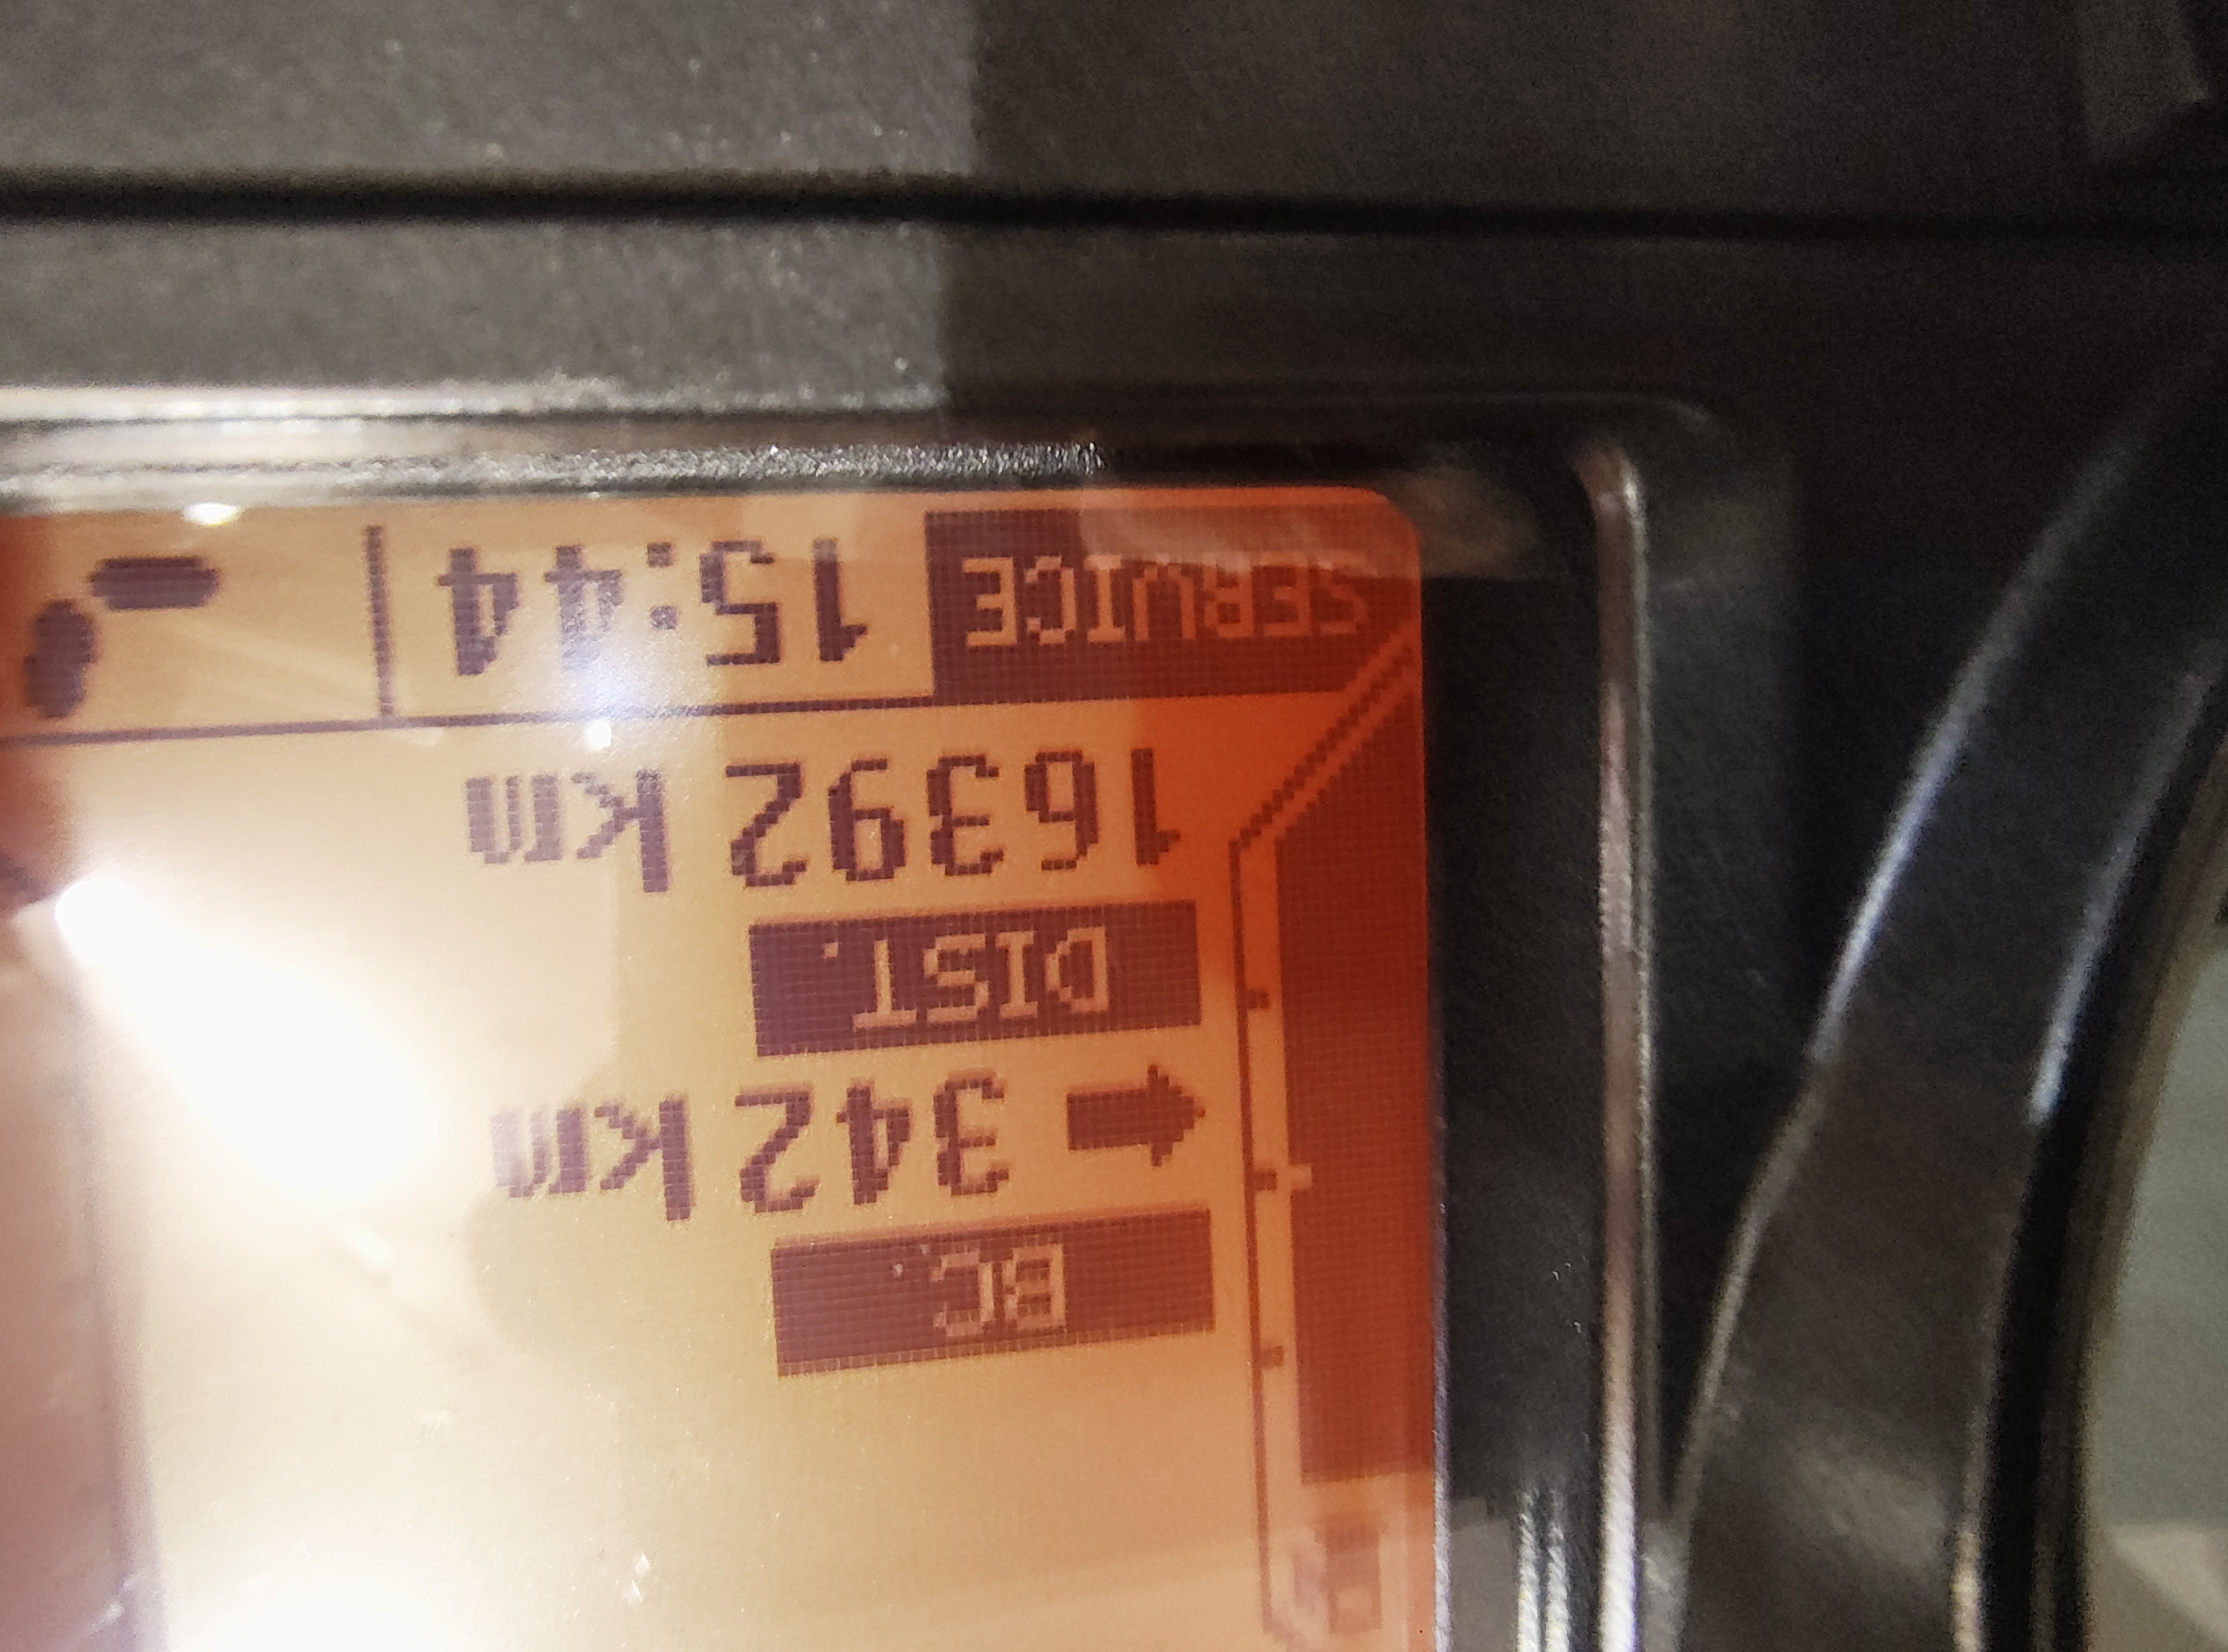 BC
342 km
DIST.
16392 km
SERVICE 15:44